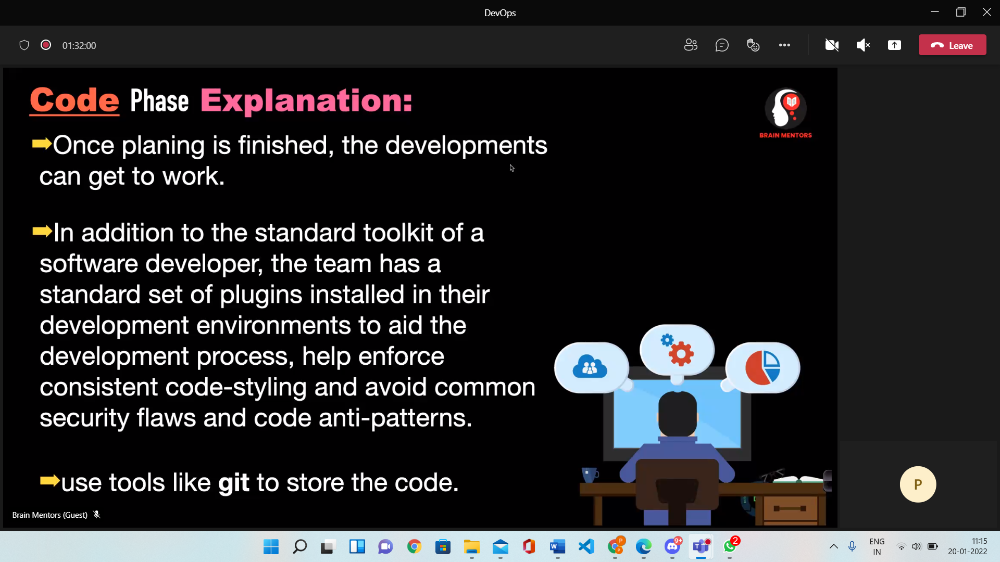 DevOps
01:32:00
Leave
Code Phase Explanation:
BRAIN MENTORS
➡Once planing is finished, the developments
can get to work.
➡In addition to the standard toolkit of a
software developer, the team has a
standard set of plugins installed in their
development environments to aid the
development process, help enforce
consistent code-styling and avoid common
security flaws and code anti-patterns.
➡use tools like git to store the code.
Brain Mentors (Guest)
P
P
P
9+
2
ENG
IN
11:15
20-01-2022